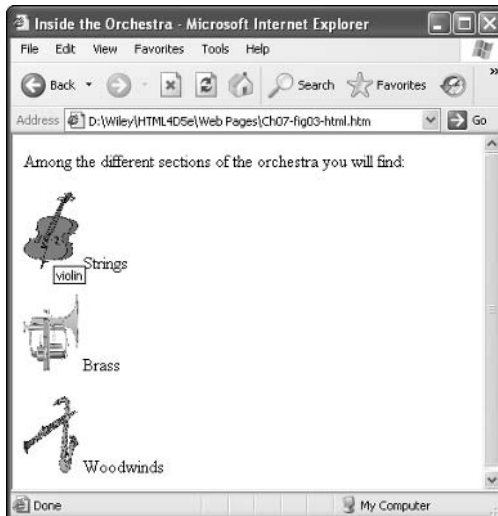 Inside the Orchestra - Microsoft Internet Explorer
File Edit View Favorites Tools Help
Back Search Favorites »
Address D:\Wiley\HTML4D5e\Web Pages\Ch07-fig03-html.htm Go
Among the different sections of the orchestra you will find:
Strings
violin
Brass
Woodwinds
Done My Computer